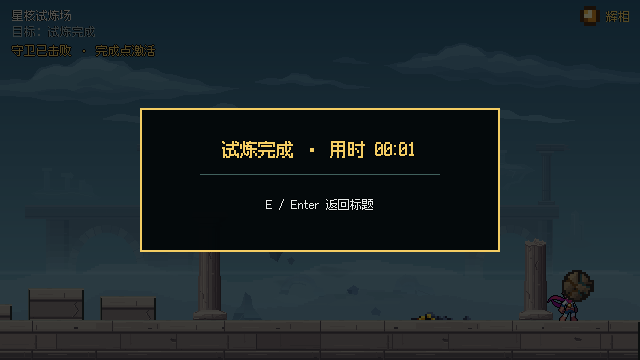 星核试炼场
辉相
目标：试炼完成
守卫已击败 · 完成点激活
试炼完成 · 用时 00:01
E / Enter 返回标题